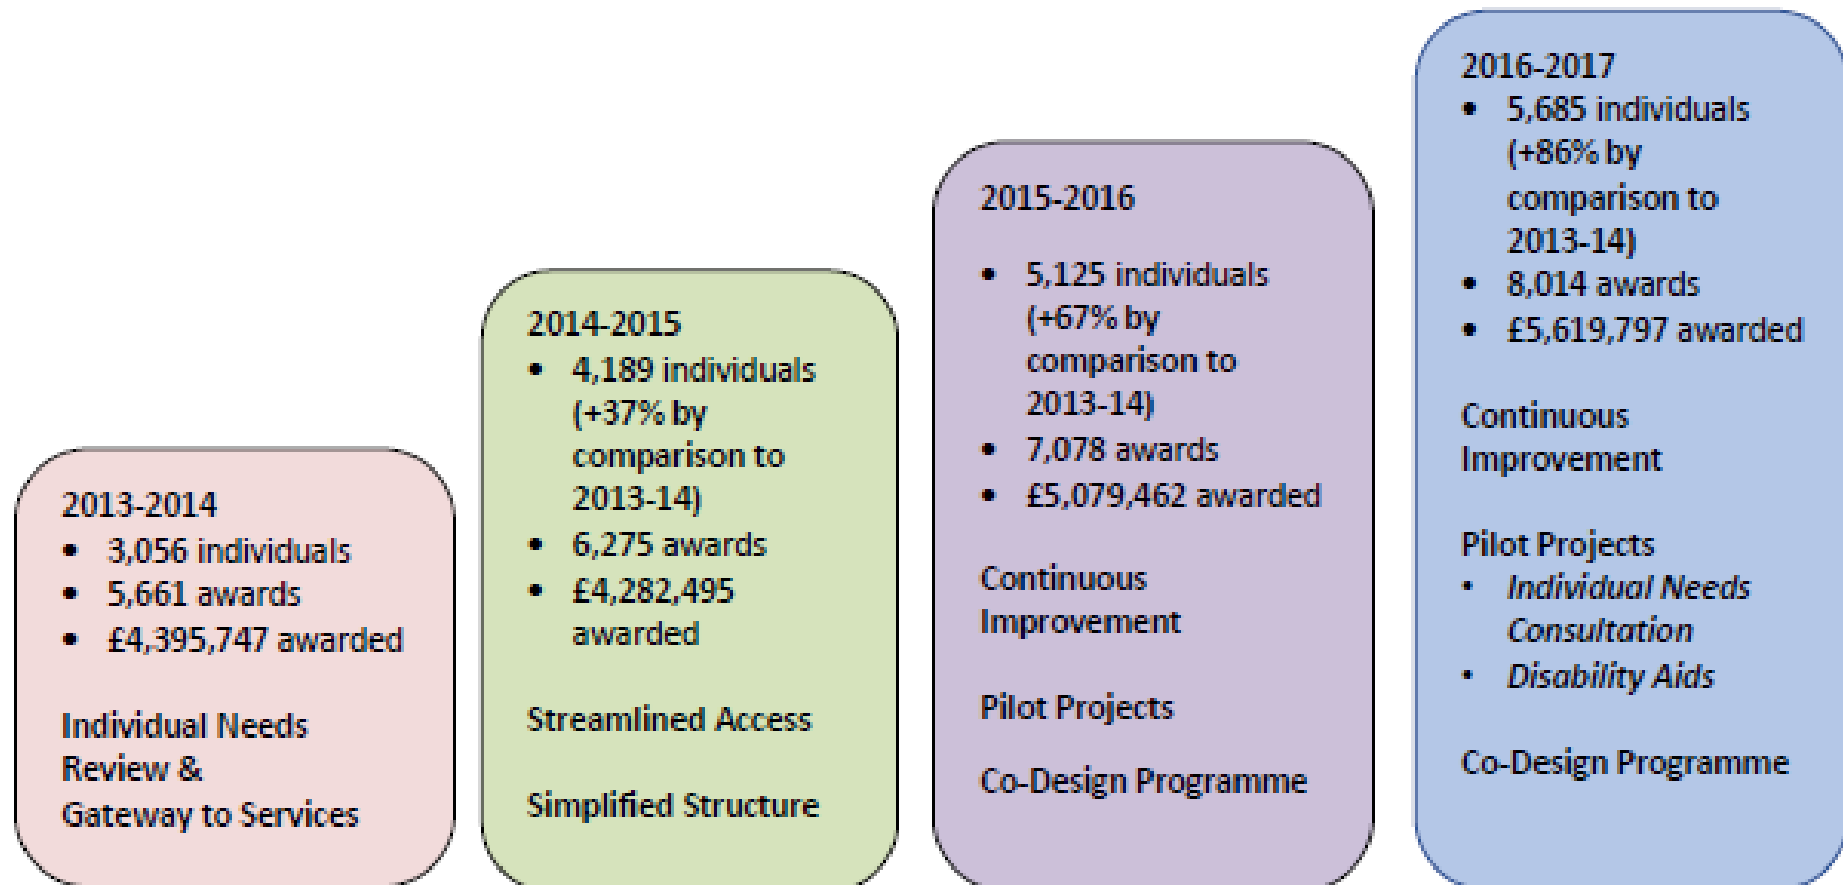 2013-2014
• 3,056 individuals
• 5,661 awards
• £4,395,747 awarded
Individual Needs
Review &
Gateway to Services
2014-2015
• 4,189 individuals
(+37% by
comparison to
2013-14)
• 6,275 awards
• £4,282,495
awarded
Streamlined Access
Simplified Structure
2015-2016
• 5,125 individuals
(+67% by
comparison to
2013-14)
• 7,078 awards
• £5,079,462 awarded
Continuous
Improvement
Pilot Projects
Co-Design Programme
2016-2017
• 5,685 individuals
(+86% by
comparison to
2013-14)
• 8,014 awards
• £5,619,797 awarded
Continuous
Improvement
Pilot Projects
• Individual Needs
Consultation
• Disability Aids
Co-Design Programme